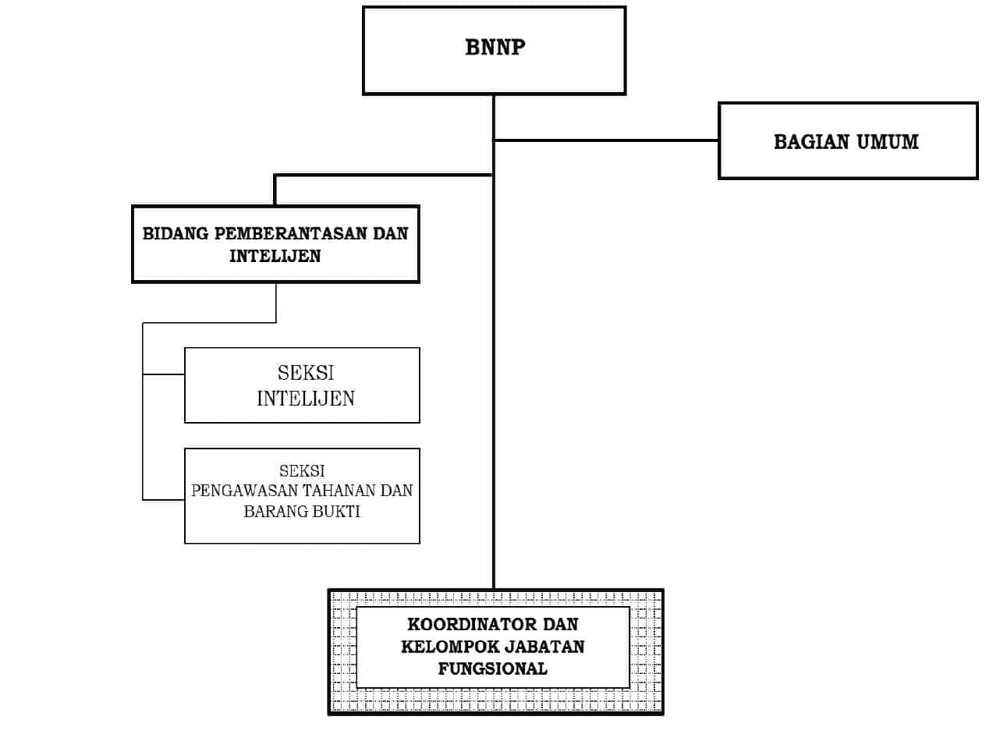 BNNP
BAGIAN UMUM
BIDANG PEMBERANTASAN DAN
INTELIJEN
SEKSI
INTELIJEN
SEKSI
PENGAWASAN TAHANAN DAN
BARANG BUKTI
KOORDINATOR DAN
KELOMPOK JABATAN
FUNGSIONAL